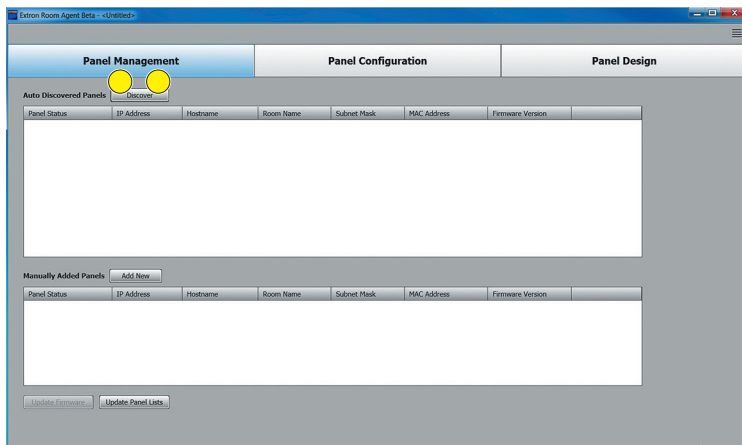 Extron Room Agent Beta - <Untitled>
Panel Management Panel Configuration Panel Design
Auto Discovered Panels Discover
Panel Status IP Address Hostname Room Name Subnet Mask MAC Address Firmware Version
Manually Added Panels Add New
Panel Status IP Address Hostname Room Name Subnet Mask MAC Address Firmware Version
Update Firmware Update Panel Lists